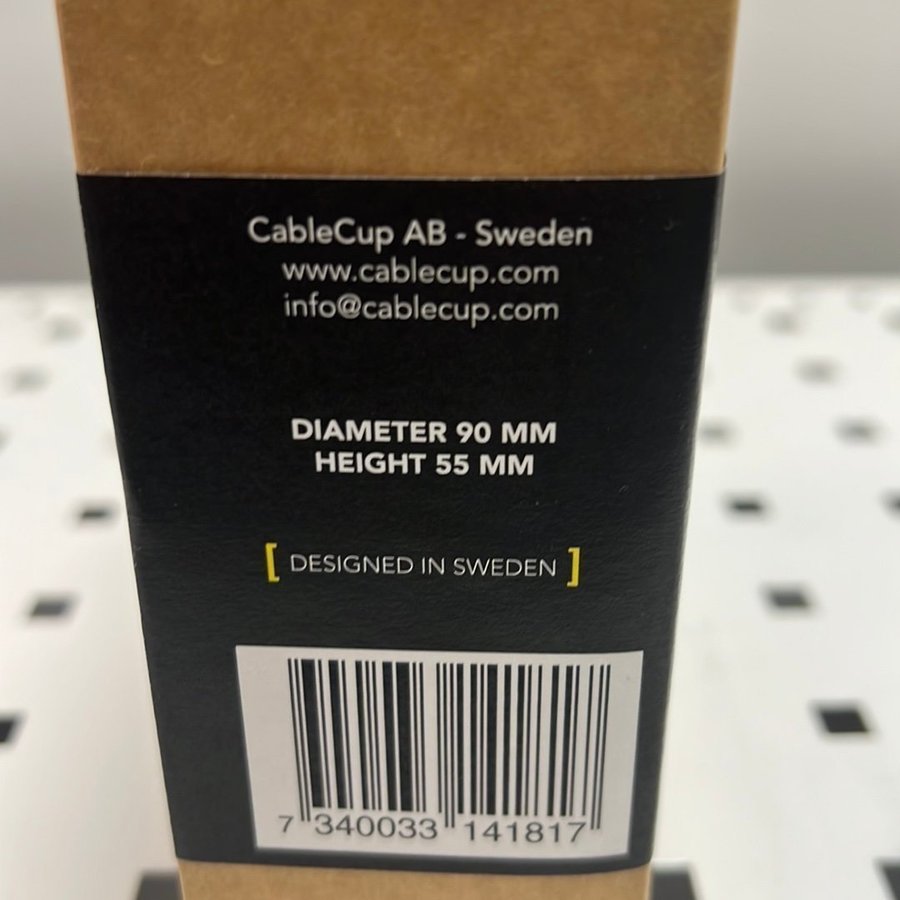 CableCup AB - Sweden
www.cablecup.com
info@cablecup.com
DIAMETER 90 MM
HEIGHT 55 MM
[ DESIGNED IN SWEDEN ]
7 340033 141817